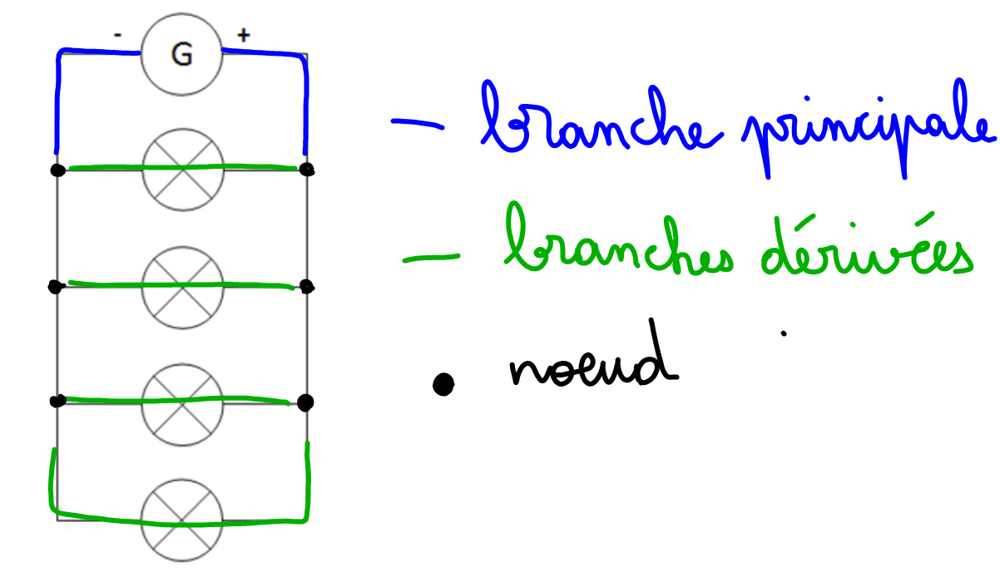 - G +
— branche principale
— branches dérivées
• noeud